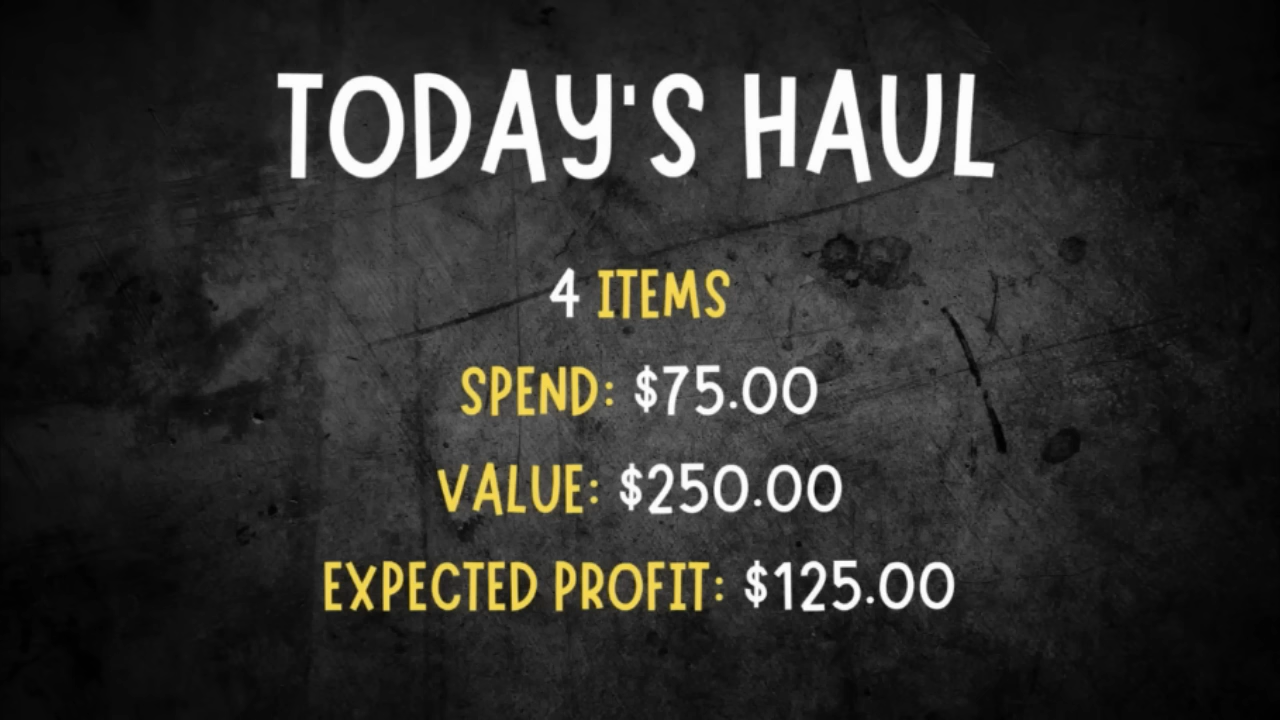 TODAY'S HAUL
4 ITEMS
SPEND: $75.00
VALUE: $250.00
EXPECTED PROFIT: $125.00